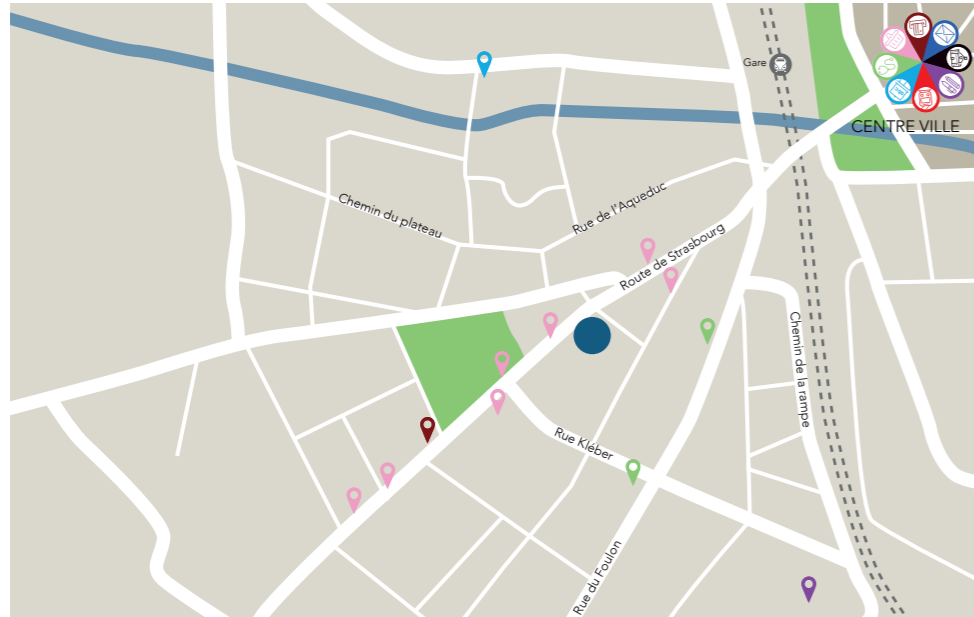 Gare
CENTRE VILLE
Chemin du plateau
Rue de l'Aqueduc
Route de Strasbourg
Chemin de la rampe
Rue Kléber
Rue du Foulon